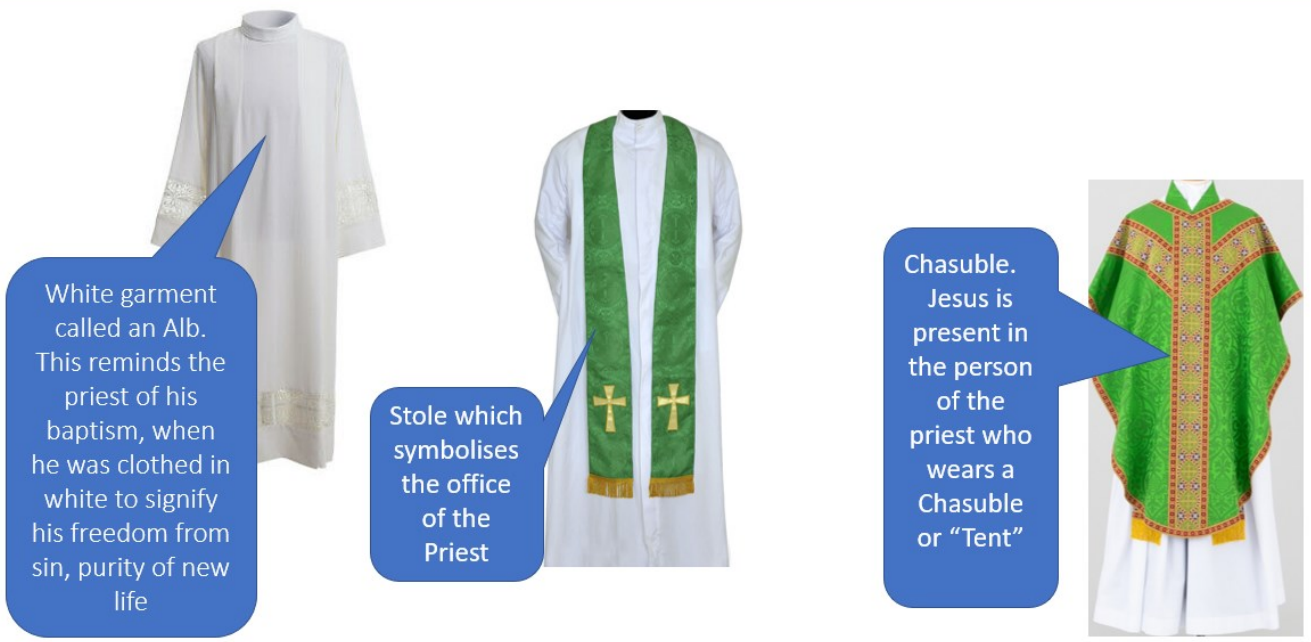 White garment
called an Alb.
This reminds the
priest of his
baptism, when
he was clothed in
white to signify
his freedom from
sin, purity of new
life
Stole which
symbolises
the office
of the
Priest
Chasuble.
Jesus is
present in
the person
of the
priest who
wears a
Chasuble
or “Tent”